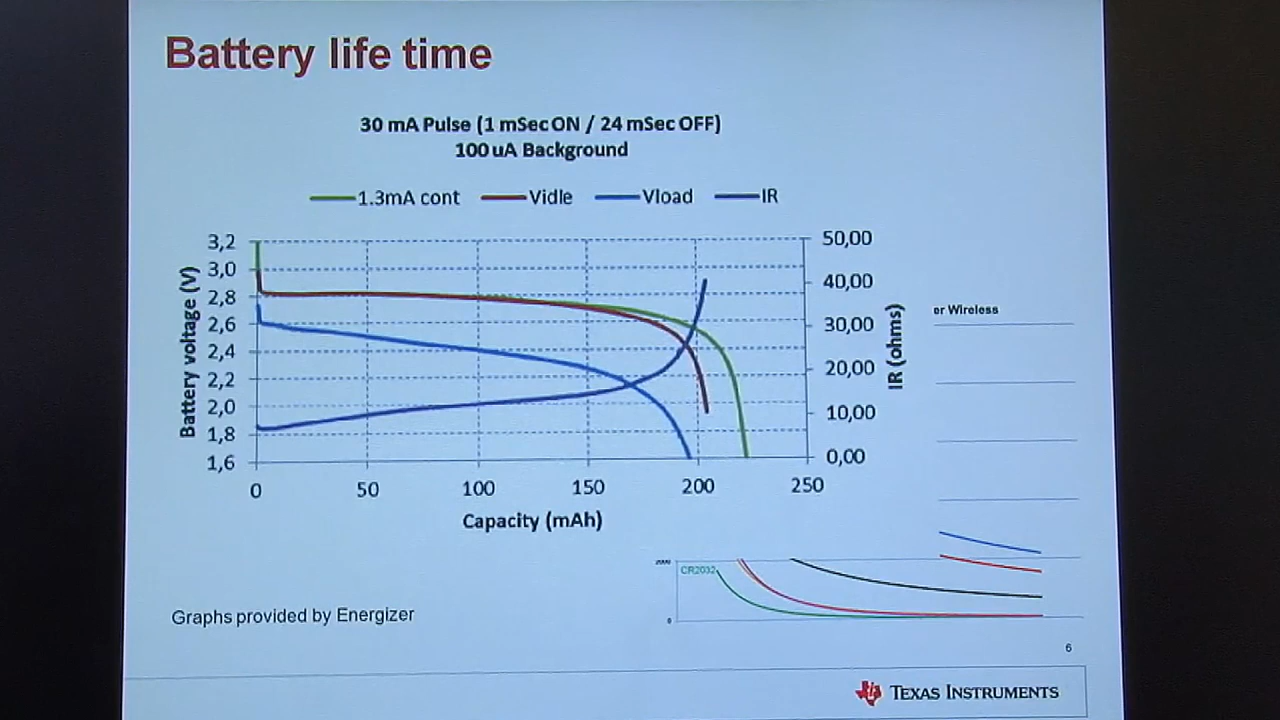 Battery life time
30 mA Pulse (1 mSec ON / 24 mSec OFF)
100 uA Background
1.3mA cont Vidle Vload IR
Battery voltage (V)
3,2
3,0
2,8
2,6
2,4
2,2
2,0
1,8
1,6
50,00
40,00
30,00
20,00
10,00
0,00
IR (ohms)
0 50 100 150 200 250
Capacity (mAh)
er Wireless
CR2032
0
Graphs provided by Energizer
6
TEXAS INSTRUMENTS